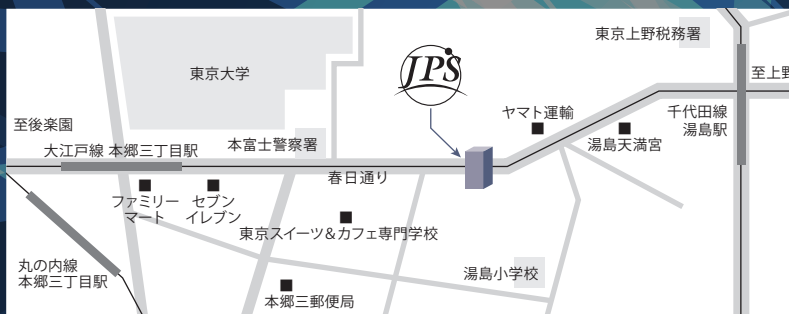 東京上野税務署
JPS
東京大学
至上野
ヤマト運輸
千代田線
湯島駅
至後楽園
大江戸線 本郷三丁目駅
本富士警察署
湯島天満宮
春日通り
ファミリー
マート
セブン
イレブン
東京スイーツ&カフェ専門学校
丸の内線
本郷三丁目駅
湯島小学校
本郷三郵便局